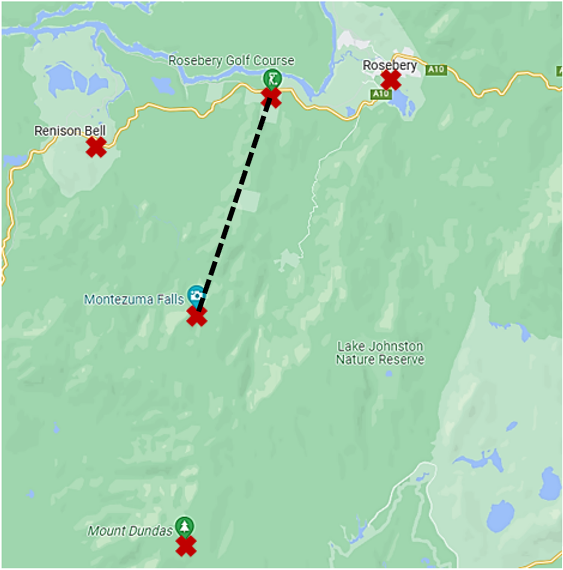 Rosebery Golf Course
Rosebery
A10
A10
Renison Bell
Montezuma Falls
Lake Johnston
Nature Reserve
Mount Dundas